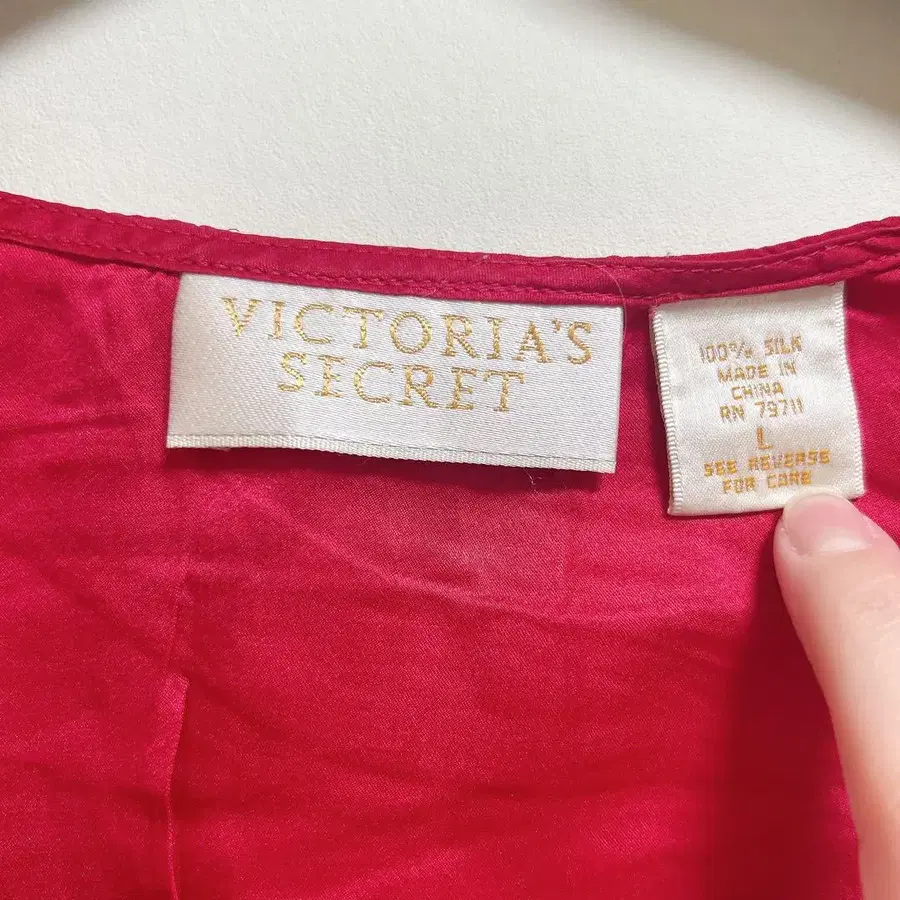 VICTORIA'S
SECRET
100% SILK
MADE IN
CHINA
RN 79711
L
SEE REVERSE
FOR CARE